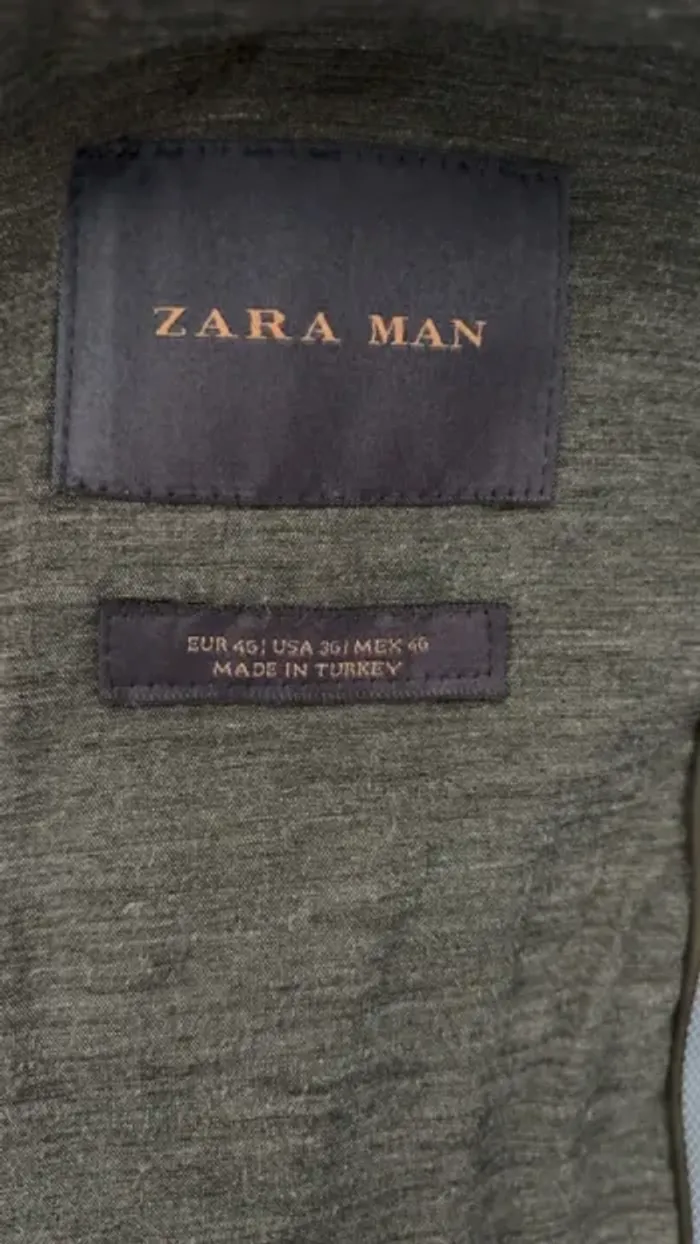 ZARA MAN
EUR 46 | USA 36 | MEX 46
MADE IN TURKEY